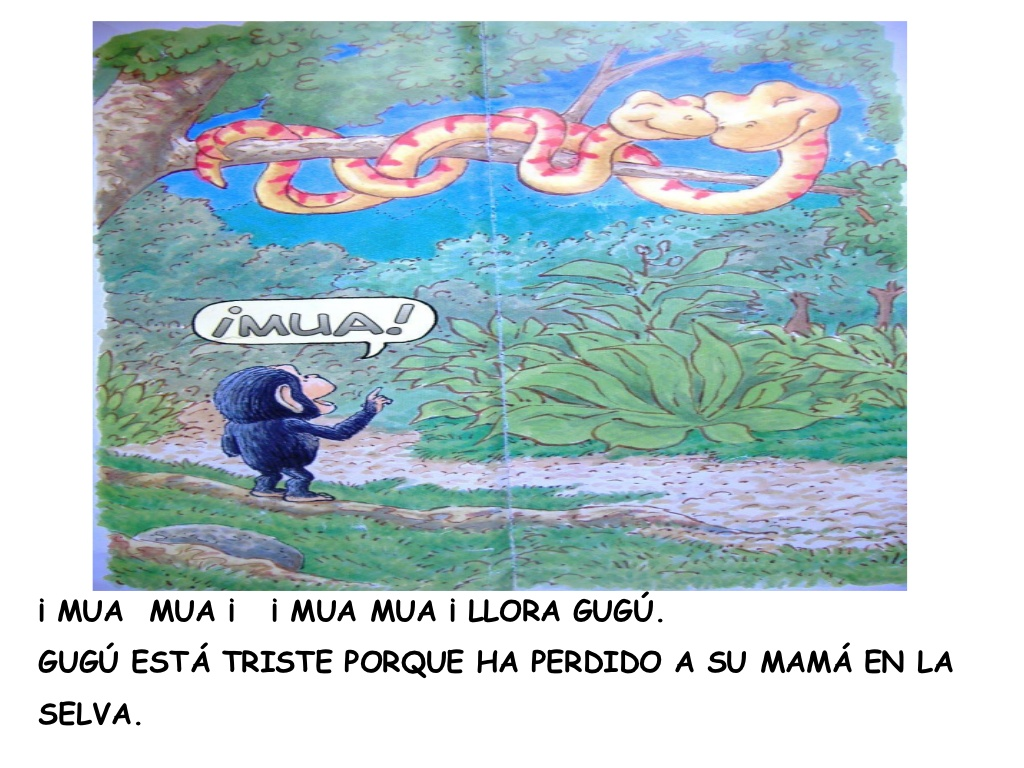 ¡MUA!
¡ MUA MUA ¡ ¡ MUA MUA ¡ LLORA GUGÚ.
GUGÚ ESTÁ TRISTE PORQUE HA PERDIDO A SU MAMÁ EN LA
SELVA.